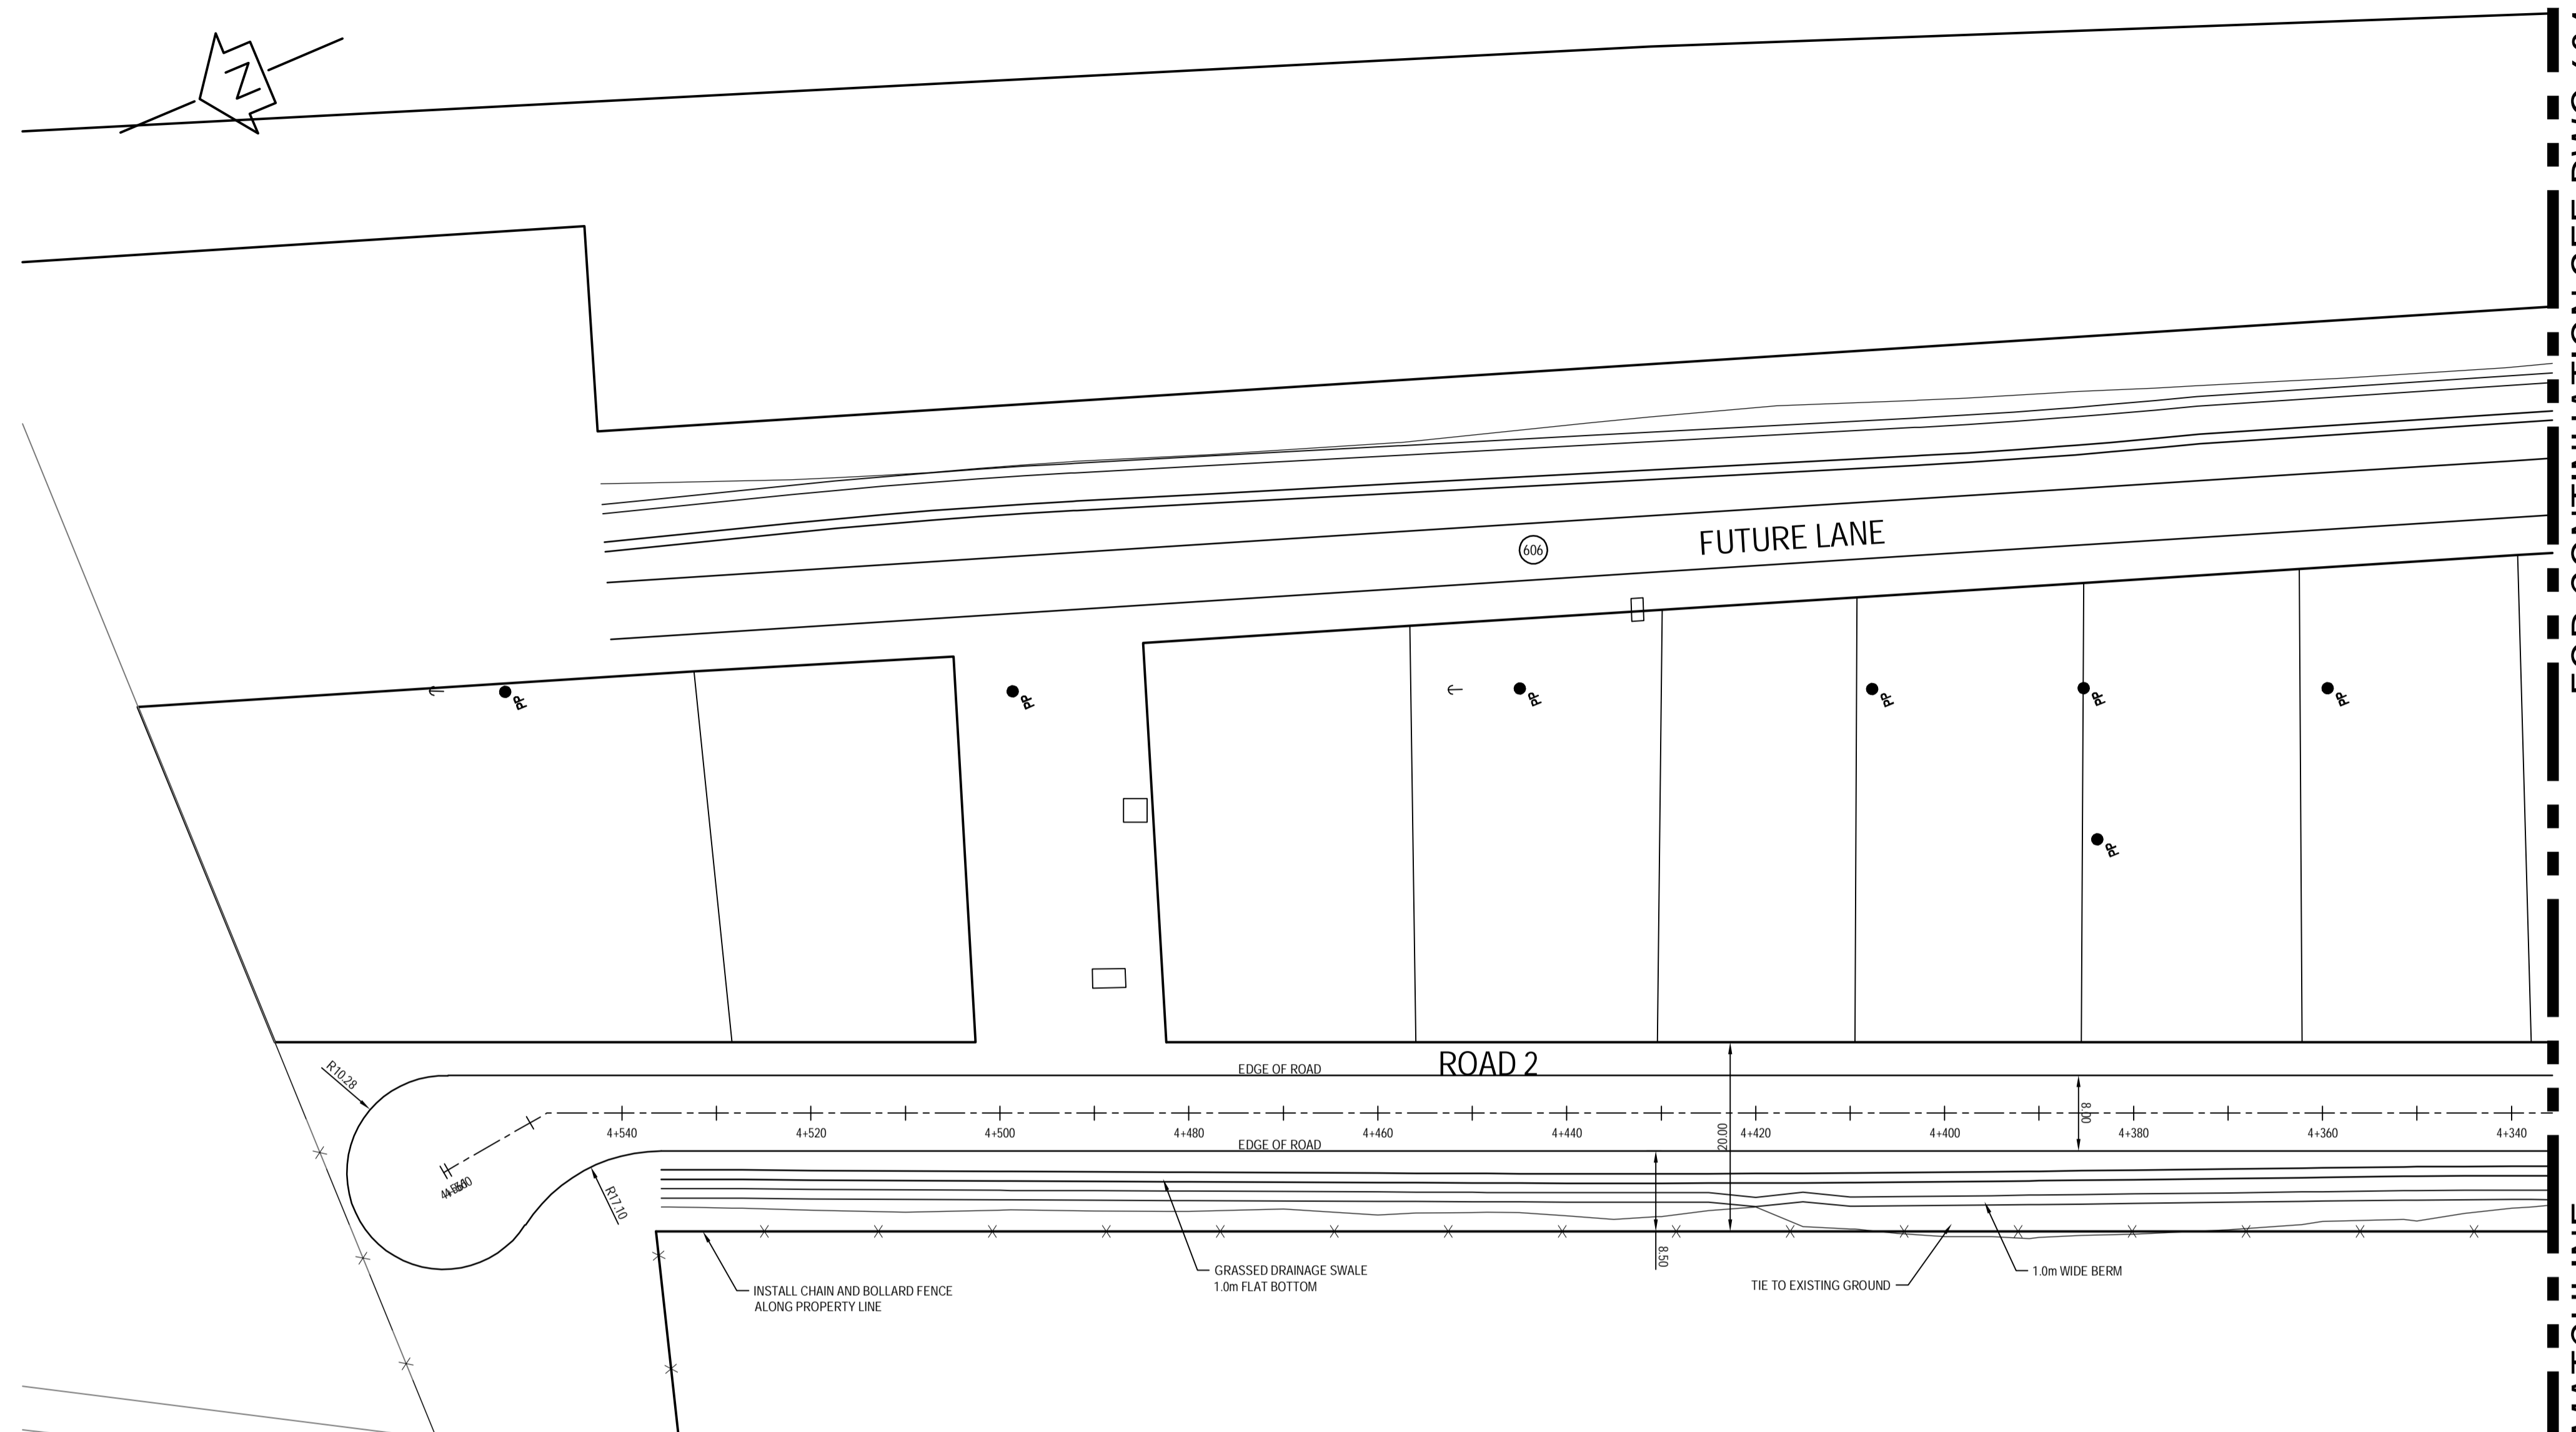 N
FUTURE LANE
606
PP
PP
PP
PP
PP
PP
PP
ROAD 2
EDGE OF ROAD
R10.28
8.00
4+540
4+520
4+500
4+480
4+460
4+440
20.00
4+420
4+400
4+380
4+360
4+340
EDGE OF ROAD
R17.10
8.50
GRASSED DRAINAGE SWALE
1.0m FLAT BOTTOM
1.0m WIDE BERM
TIE TO EXISTING GROUND
INSTALL CHAIN AND BOLLARD FENCE
ALONG PROPERTY LINE